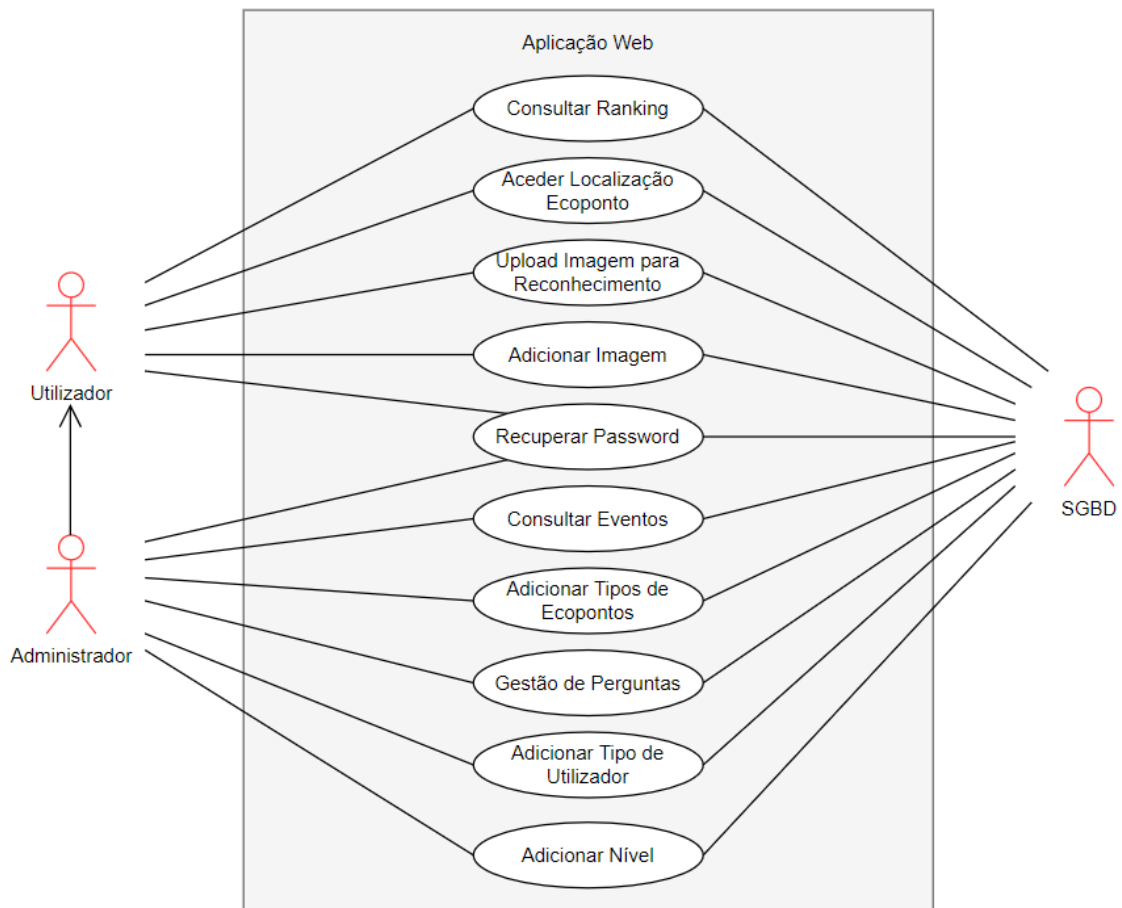 Aplicação Web
Consultar Ranking
Aceder Localização
Ecoponto
Upload Imagem para
Reconhecimento
Adicionar Imagem
Utilizador
Recuperar Password
SGBD
Consultar Eventos
Adicionar Tipos de
Ecopontos
Administrador
Gestão de Perguntas
Adicionar Tipo de
Utilizador
Adicionar Nível